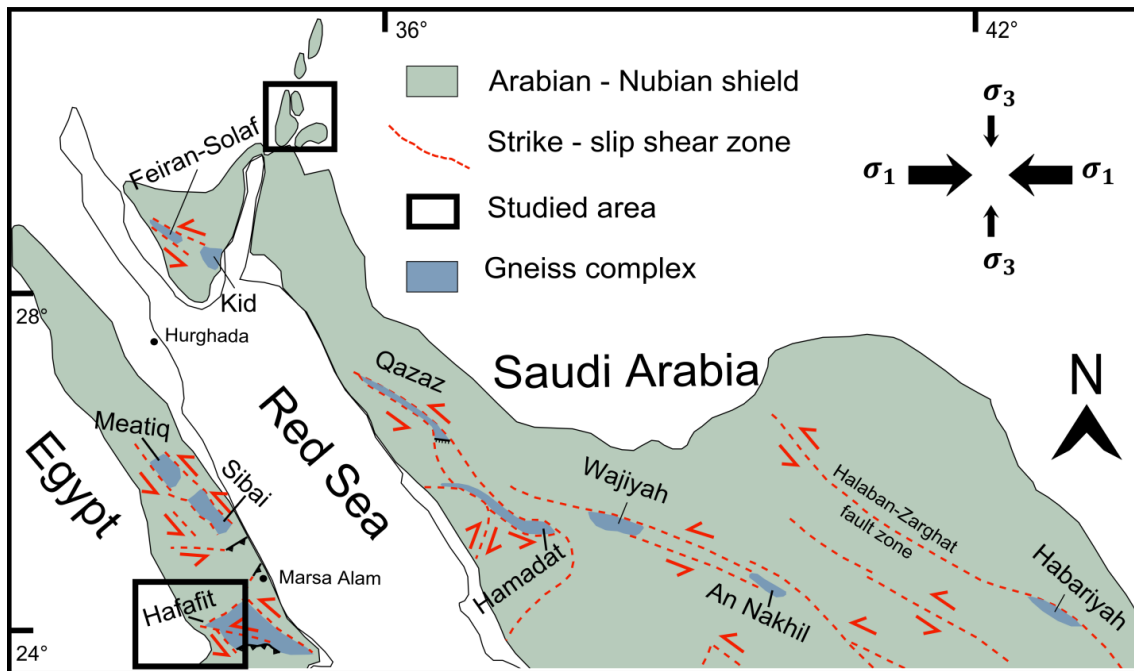 36°
42°
Arabian - Nubian shield
Strike - slip shear zone
Studied area
Gneiss complex
σ3
σ1
σ1
σ3
Feiran-Solaf
Kid
28°
Hurghada
Saudi Arabia
N
Qazaz
Red Sea
Egypt
Meatiq
Sibai
Wajiyah
Halaban-Zarghat
fault zone
Hamadat
Habariyah
Marsa Alam
An Nakhil
Hafafit
24°